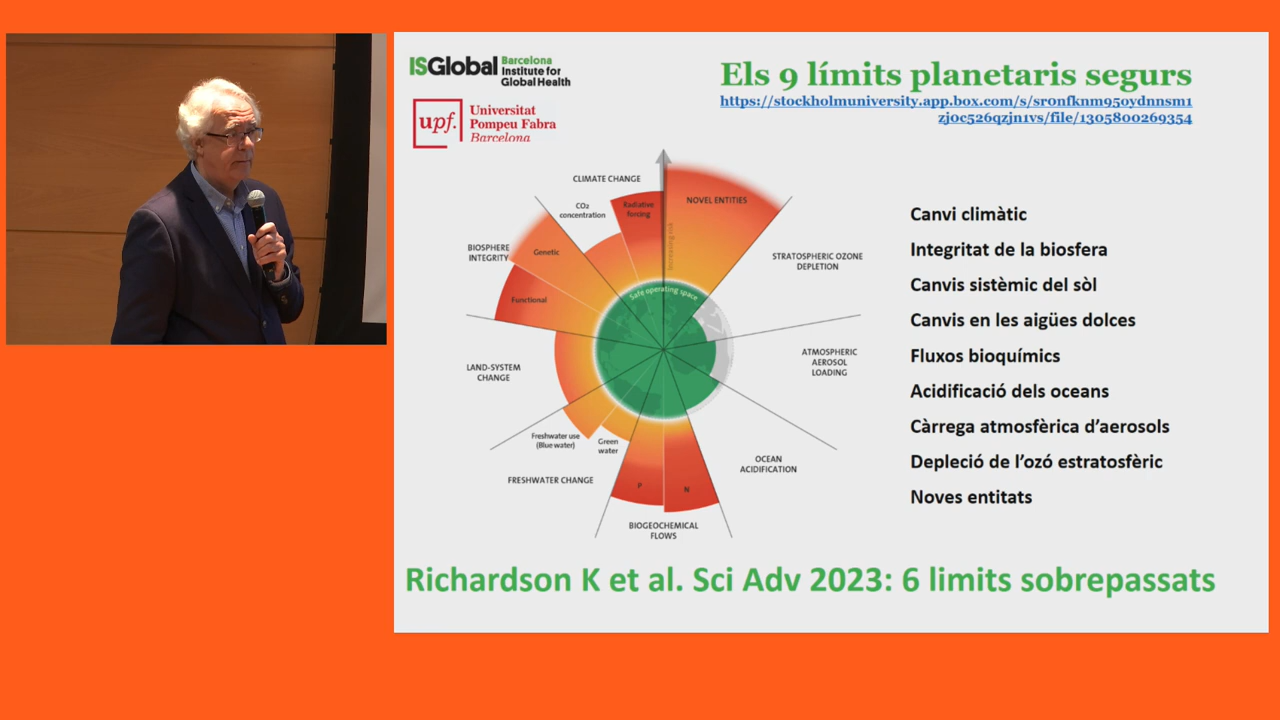 ISGlobal Barcelona
Institute for
Global Health
upf. Universitat
Pompeu Fabra
Barcelona
Els 9 límits planetaris segurs
https://stockholmuniversity.app.box.com/s/sr0nfknm950ydnnsm1
zj0c526qzjn1vs/file/1305800269354
CLIMATE CHANGE
CO₂
concentration
Radiative
forcing
NOVEL ENTITIES
Increasing risk
BIOSPHERE
INTEGRITY
Genetic
Functional
STRATOSPHERIC OZONE
DEPLETION
Safe operating space
LAND-SYSTEM
CHANGE
ATMOSPHERIC
AEROSOL
LOADING
Freshwater use
(Blue water)
Green
water
FRESHWATER CHANGE
OCEAN
ACIDIFICATION
P
N
BIOGEOCHEMICAL
FLOWS
Canvi climàtic
Integritat de la biosfera
Canvis sistèmic del sòl
Canvis en les aigües dolces
Fluxos bioquímics
Acidificació dels oceans
Càrrega atmosfèrica d'aerosols
Depleció de l'ozó estratosfèric
Noves entitats
Richardson K et al. Sci Adv 2023: 6 limits sobrepassats